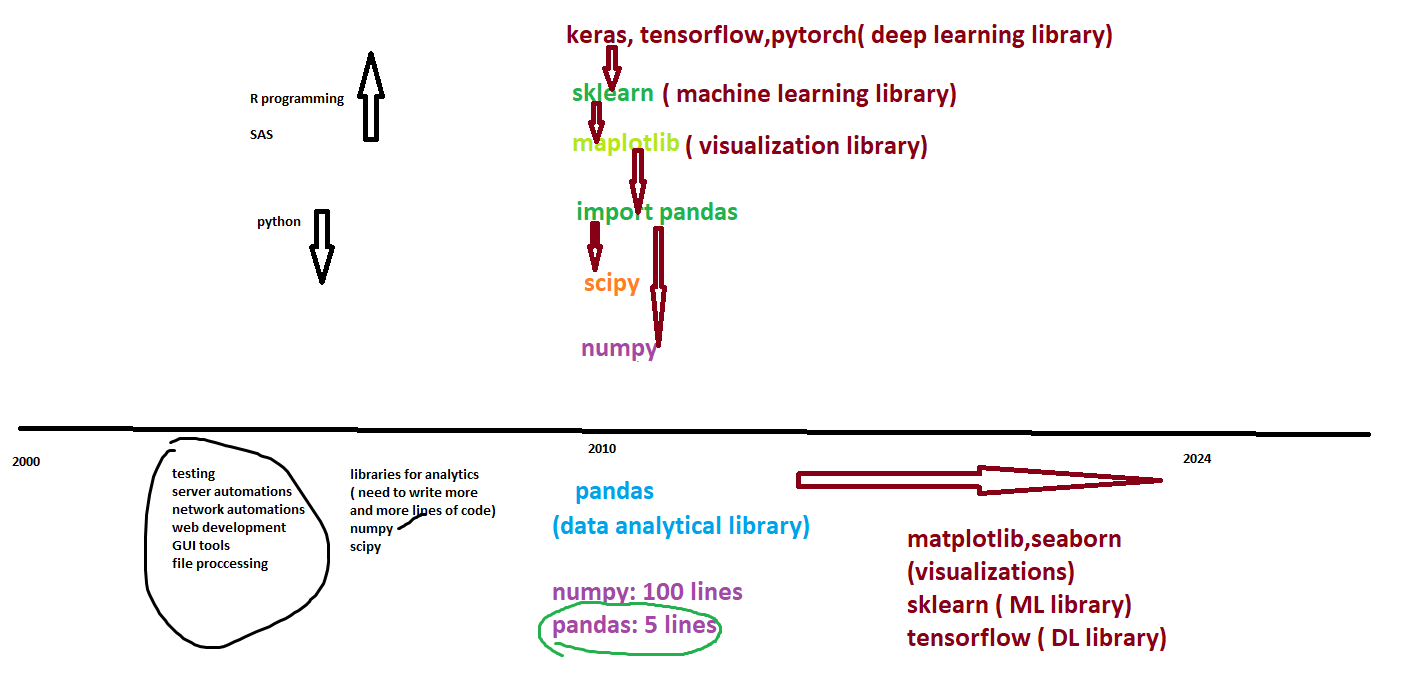 keras, tensorflow,pytorch( deep learning library)
sklearn ( machine learning library)
maplotlib ( visualization library)
import pandas
scipy
numpy
R programming
SAS
python
2000
2010
2024
testing
server automations
network automations
web development
GUI tools
file proccessing
libraries for analytics
( need to write more
and more lines of code)
numpy
scipy
pandas
(data analytical library)
numpy: 100 lines
pandas: 5 lines
matplotlib,seaborn
(visualizations)
sklearn ( ML library)
tensorflow ( DL library)